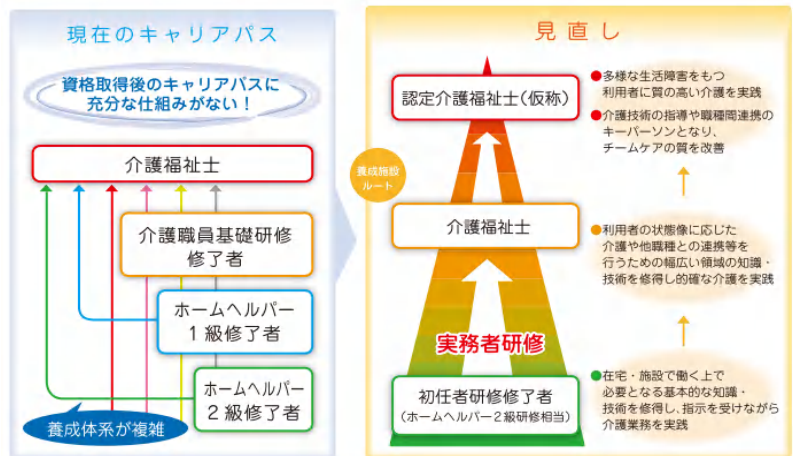 現在のキャリアパス
資格取得後のキャリアパスに
充分な仕組みがない！
介護福祉士
介護職員基礎研修
修了者
ホームヘルパー
1級修了者
ホームヘルパー
2級修了者
養成体系が複雑
見直し
養成施設
ルート
認定介護福祉士(仮称)
●多様な生活障害をもつ
利用者に質の高い介護を実践
●介護技術の指導や職種間連携の
キーパーソンとなり、
チームケアの質を改善
介護福祉士
●利用者の状態像に応じた
介護や他職種との連携等を
行うための幅広い領域の知識・
技術を修得し的確な介護を実践
実務者研修
初任者研修修了者
(ホームヘルパー2級研修相当)
●在宅・施設で働く上で
必要となる基本的な知識・
技術を修得し、指示を受けながら
介護業務を実践